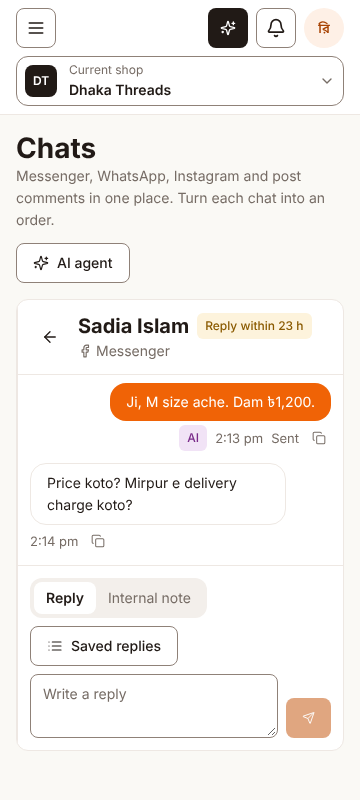 রি
DT
Current shop
Dhaka Threads
Chats
Messenger, WhatsApp, Instagram and post
comments in one place. Turn each chat into an
order.
AI agent
Sadia Islam
Reply within 23 h
Messenger
Ji, M size ache. Dam ৳1,200.
AI 2:13 pm Sent
Price koto? Mirpur e delivery
charge koto?
2:14 pm
Reply Internal note
Saved replies
Write a reply